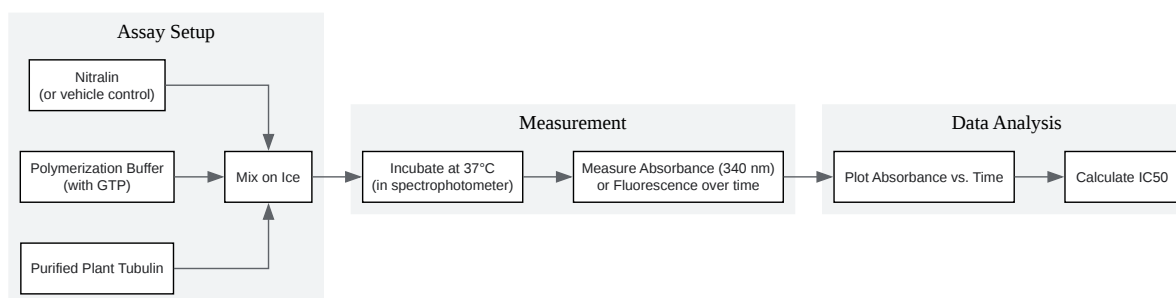 Assay Setup
Nitralin
(or vehicle control)
Polymerization Buffer
(with GTP)
Mix on Ice
Purified Plant Tubulin
Measurement
Incubate at 37°C
(in spectrophotometer)
Measure Absorbance (340 nm)
or Fluorescence over time
Data Analysis
Plot Absorbance vs. Time
Calculate IC50